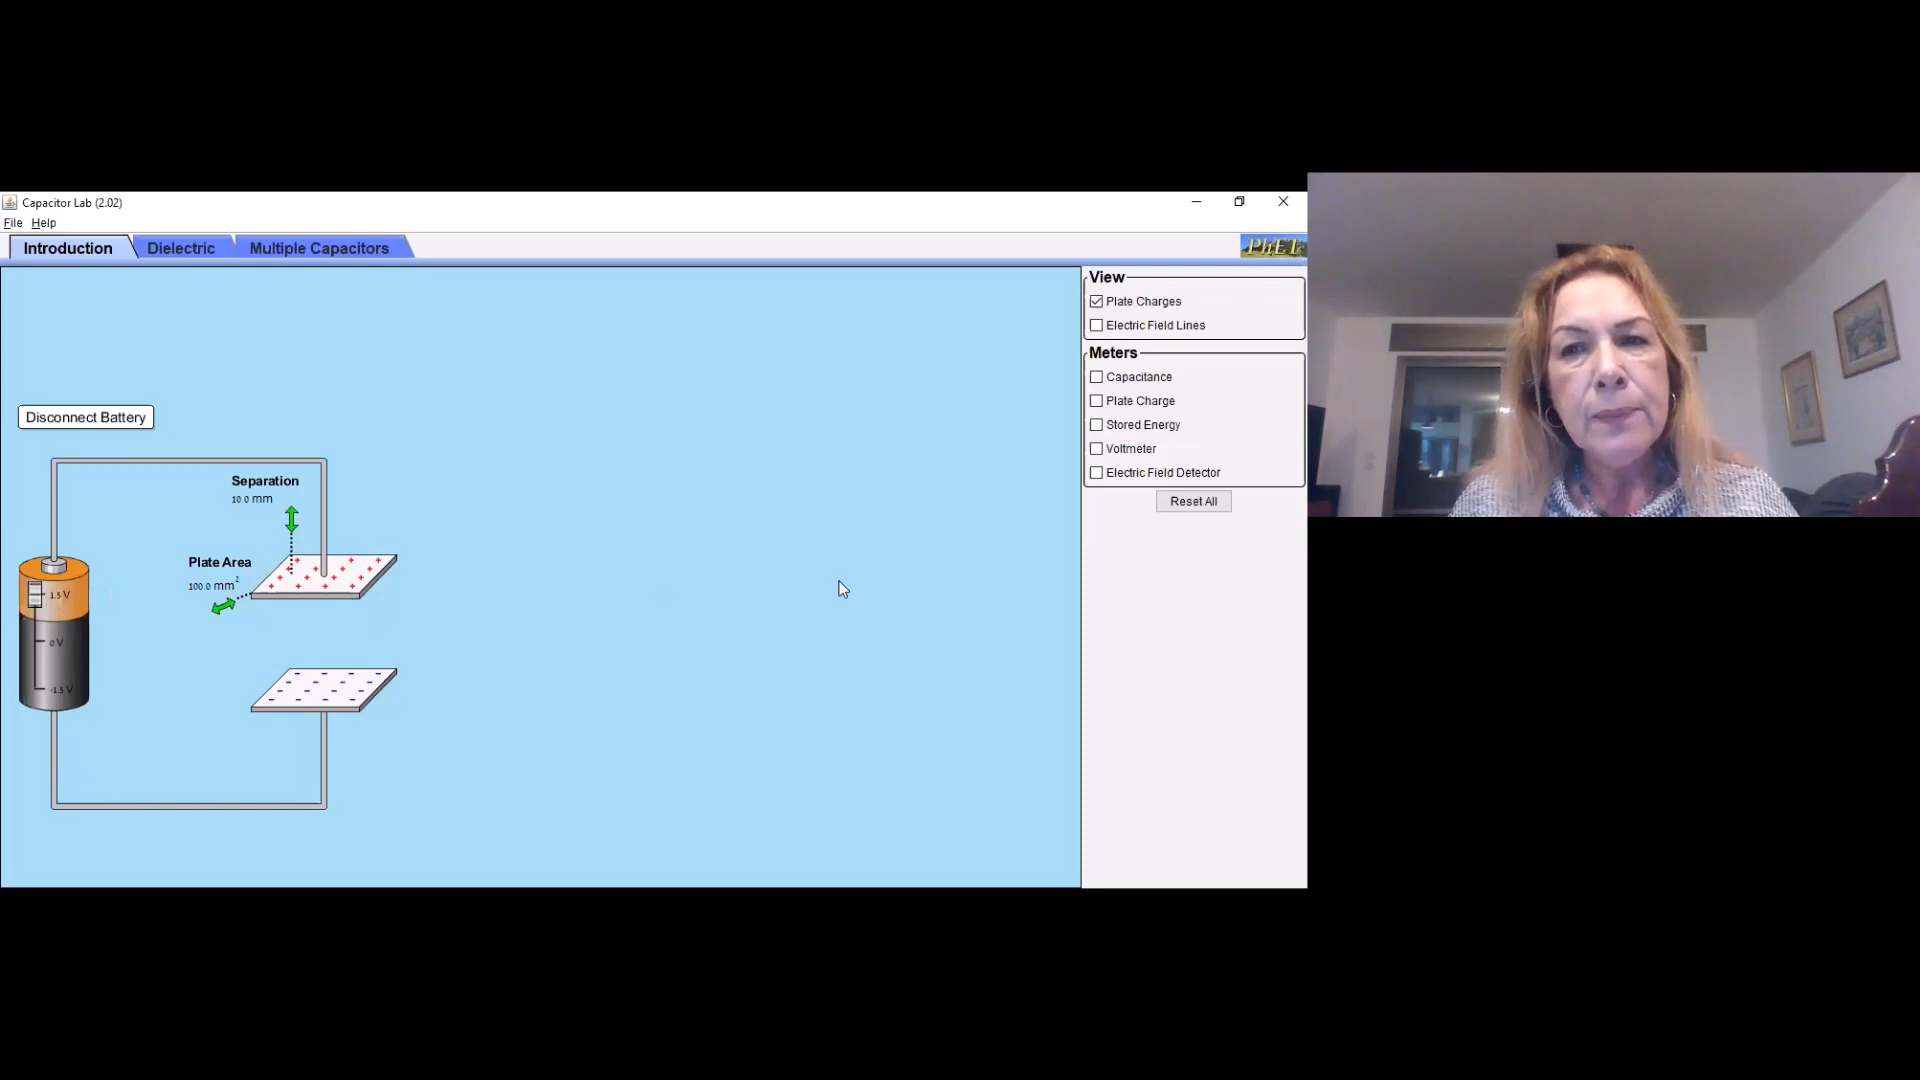 Capacitor Lab (2.02)
File Help
Introduction Dielectric Multiple Capacitors
PhET
View
Plate Charges
Electric Field Lines
Meters
Capacitance
Plate Charge
Stored Energy
Voltmeter
Electric Field Detector
Reset All
Disconnect Battery
Separation
10.0 mm
Plate Area
100.0 mm²
1.5 V
0 V
-1.5 V